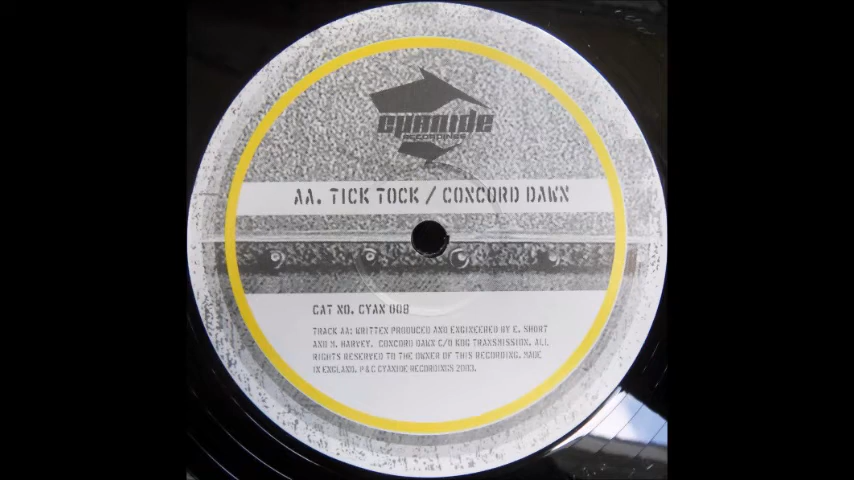 CYANIDE
RECORDINGS
AA. TICK TOCK / CONCORD DAWN
CAT NO. CYAN 008
TRACK AA: WRITTEN PRODUCED AND ENGINEERED BY E. SHORT
AND M. HARVEY. CONCORD DAWN C/O KOG TRANSMISSION. ALL
RIGHTS RESERVED TO THE OWNER OF THIS RECORDING. MADE
IN ENGLAND. P&C CYANIDE RECORDINGS 2003.